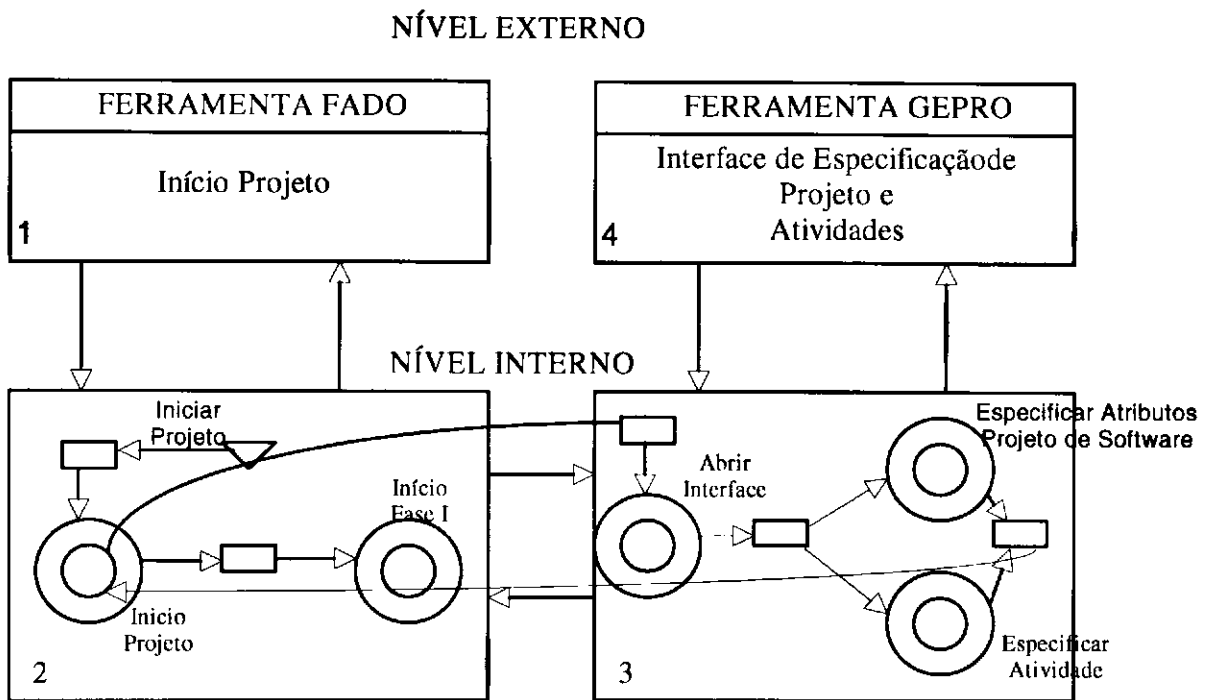 NÍVEL EXTERNO
FERRAMENTA FADO
Início Projeto
1
FERRAMENTA GEPRO
Interface de Especificaçãode
Projeto e
Atividades
4
NÍVEL INTERNO
Iniciar
Projeto
Início
Fase I
Inicio
Projeto
2
Abrir
Interface
Especificar Atributos
Projeto de Software
Especificar
Atividade
3